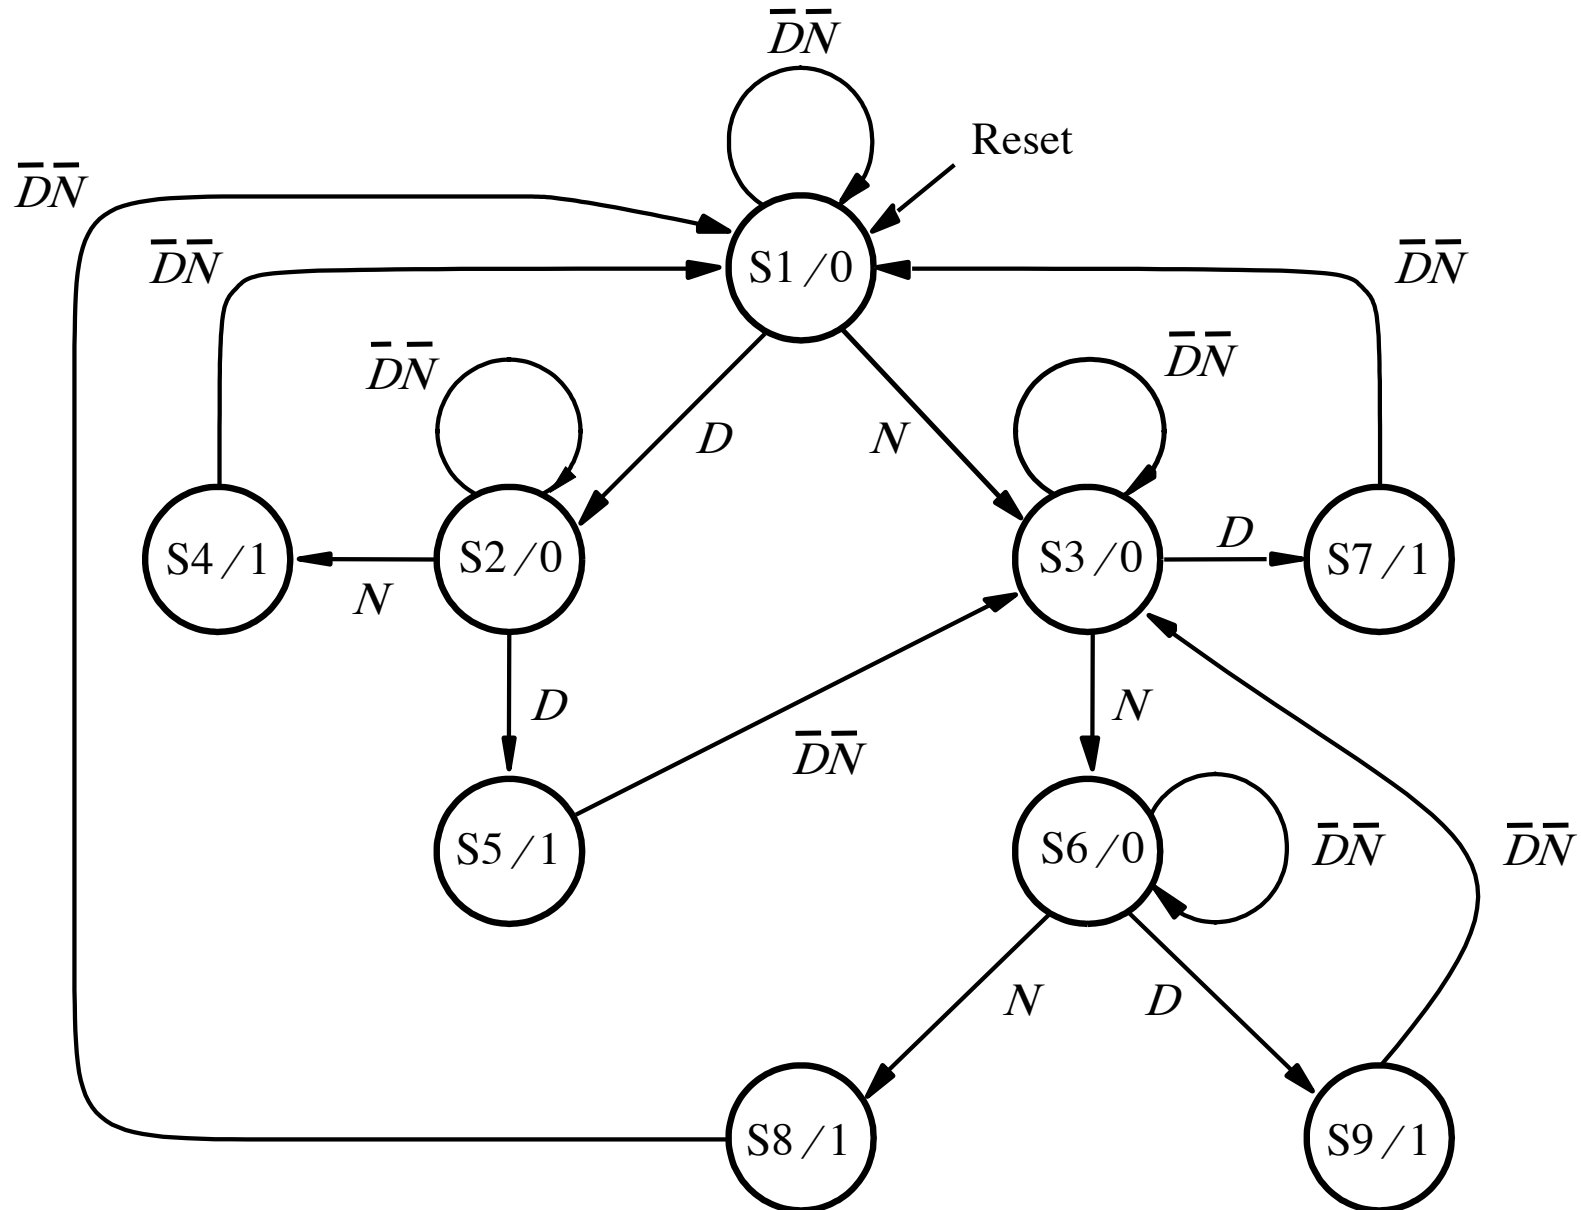 D̅N̅
Reset
D̅N̅
S1/0
D̅N̅
D̅N̅
D̅N̅
D̅N̅
D
N
S4/1
S2/0
S3/0
D
S7/1
N
D
N
D̅N̅
S5/1
S6/0
D̅N̅
D̅N̅
N
D
S8/1
S9/1